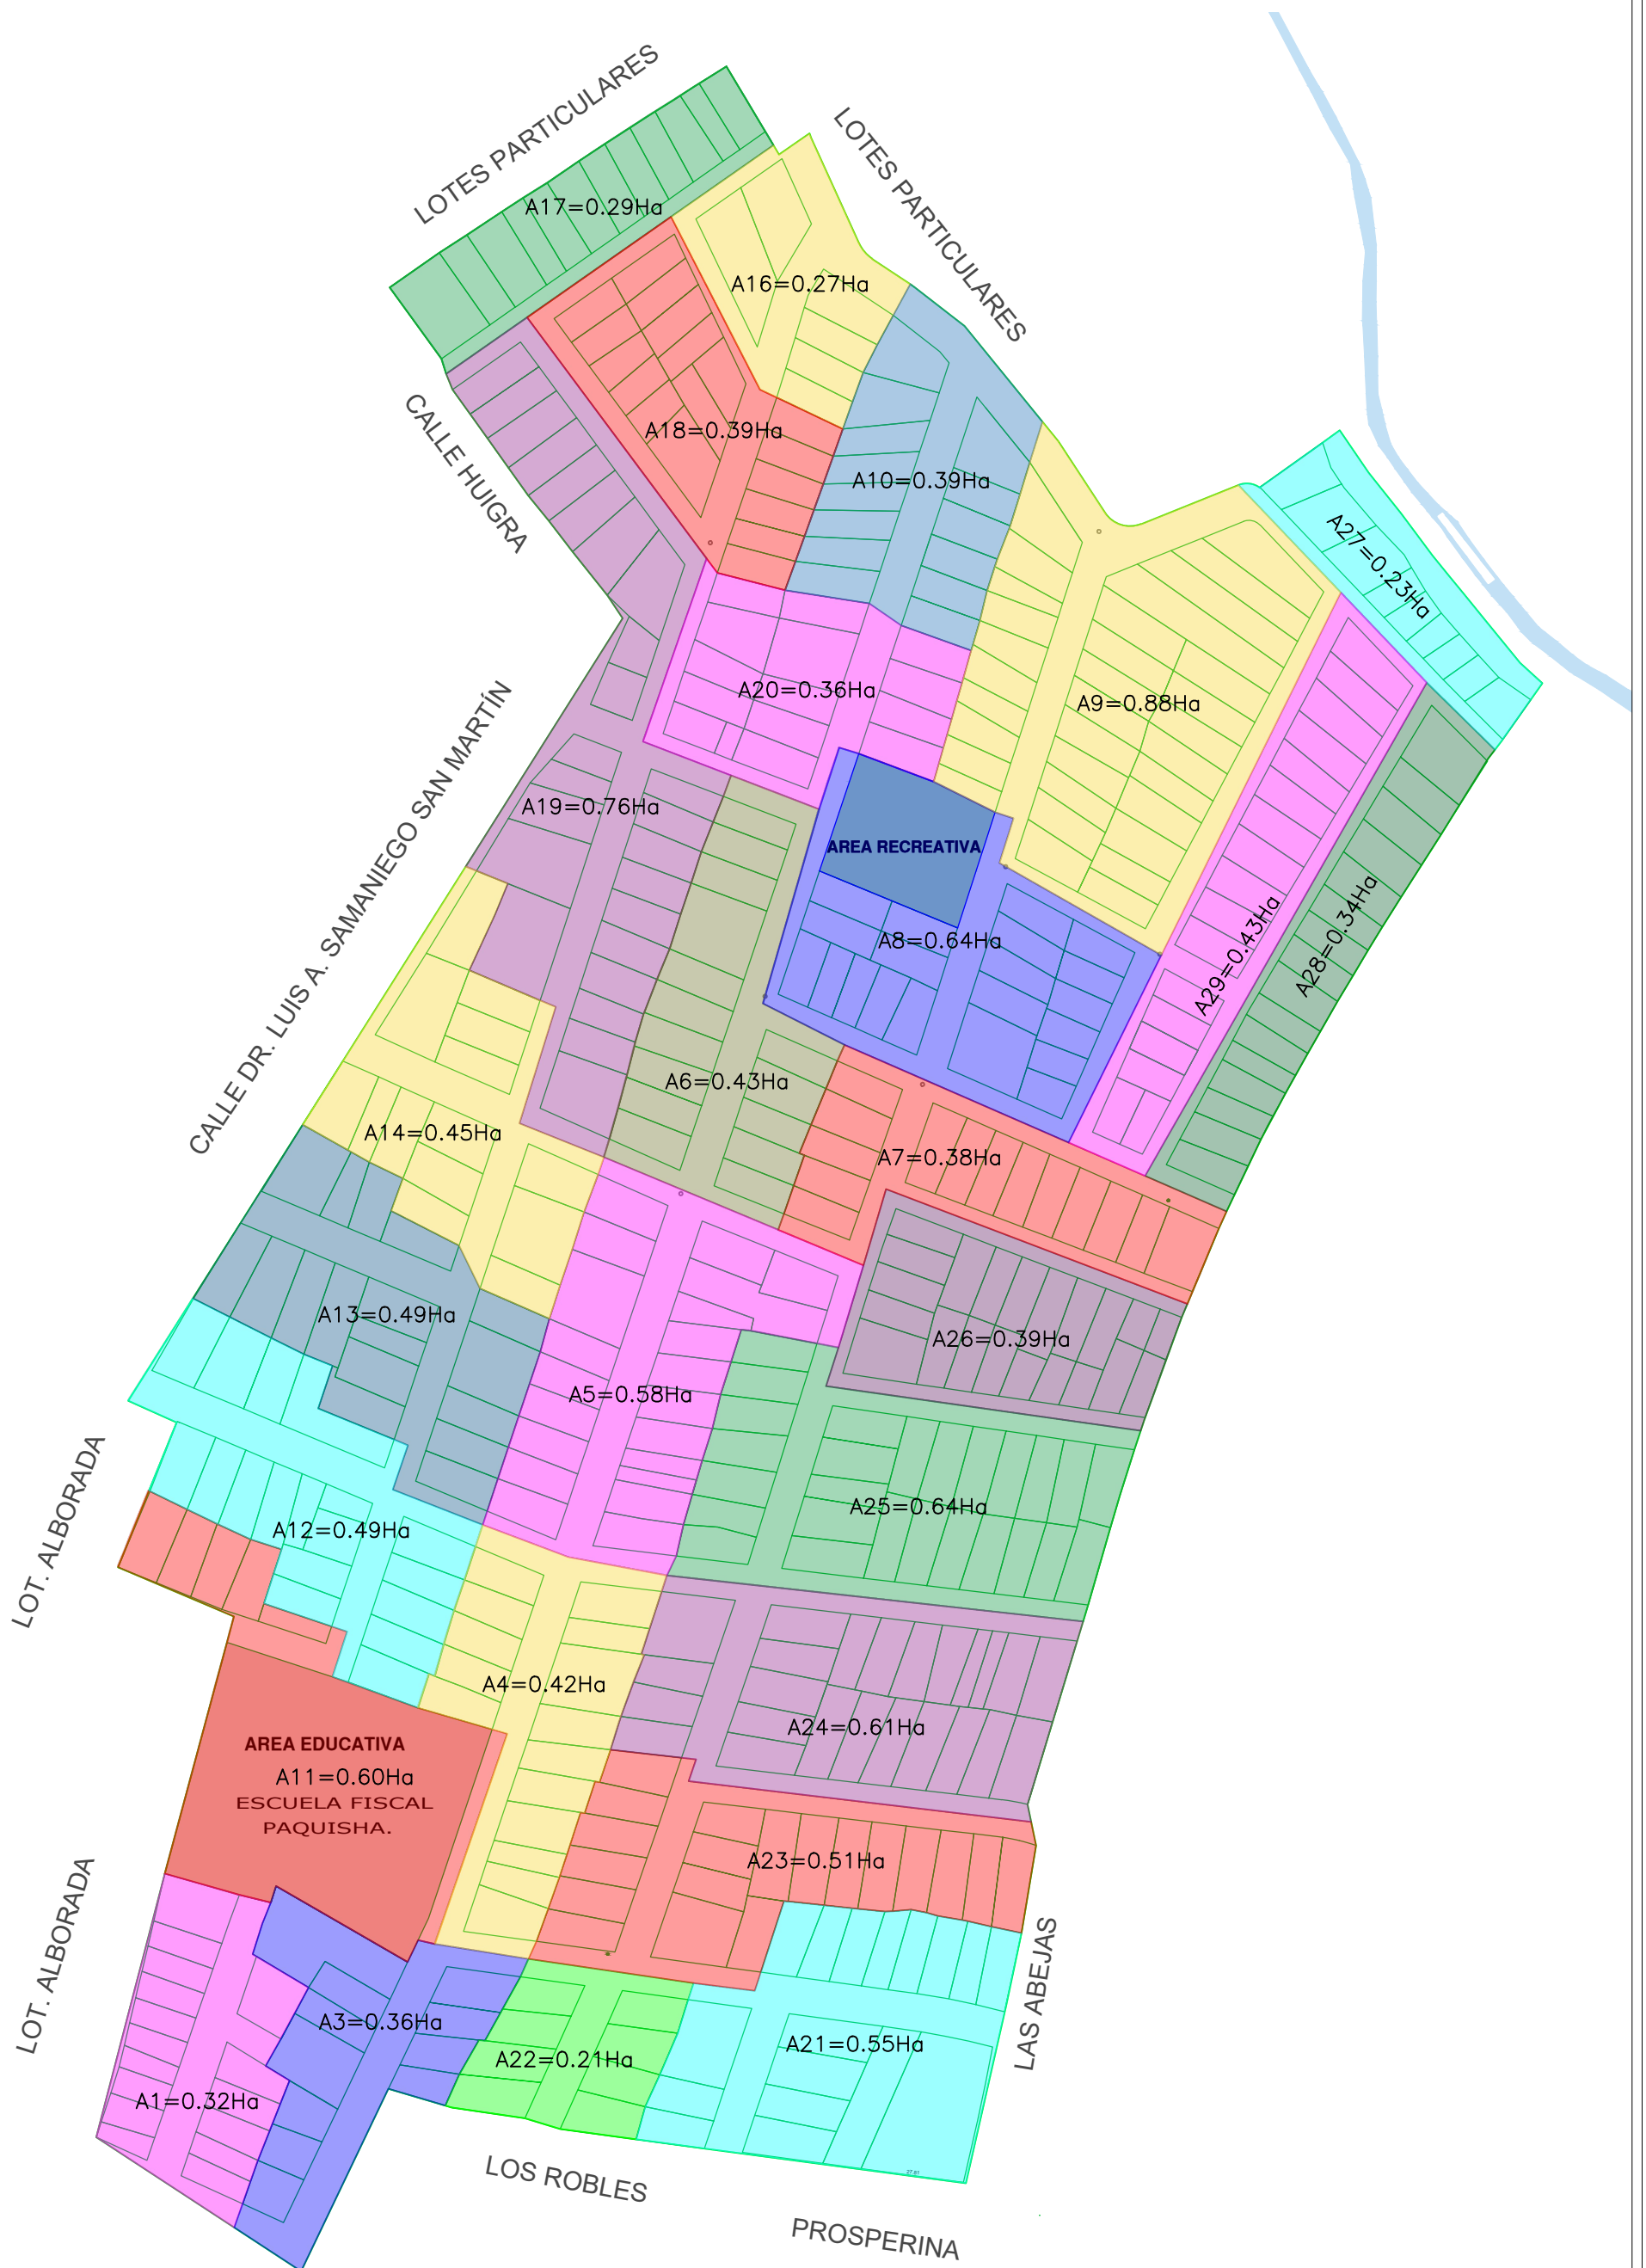 LOTES PARTICULARES
LOTES PARTICULARES
A17=0.29Ha
A16=0.27Ha
A18=0.39Ha
A10=0.39Ha
CALLE HUIGRA
A27=0.23Ha
A20=0.36Ha
A9=0.88Ha
A19=0.76Ha
AREA RECREATIVA
CALLE DR. LUIS A. SAMANIEGO SAN MARTÍN
A8=0.64Ha
A29=0.43Ha
A28=0.34Ha
A6=0.43Ha
A14=0.45Ha
A7=0.38Ha
A13=0.49Ha
A26=0.39Ha
A5=0.58Ha
LOT. ALBORADA
A25=0.64Ha
A12=0.49Ha
A4=0.42Ha
A24=0.61Ha
AREA EDUCATIVA
A11=0.60Ha
ESCUELA FISCAL
PAQUISHA.
A23=0.51Ha
LOT. ALBORADA
LAS ABEJAS
A3=0.36Ha
A21=0.55Ha
A22=0.21Ha
A1=0.32Ha
LOS ROBLES
PROSPERINA